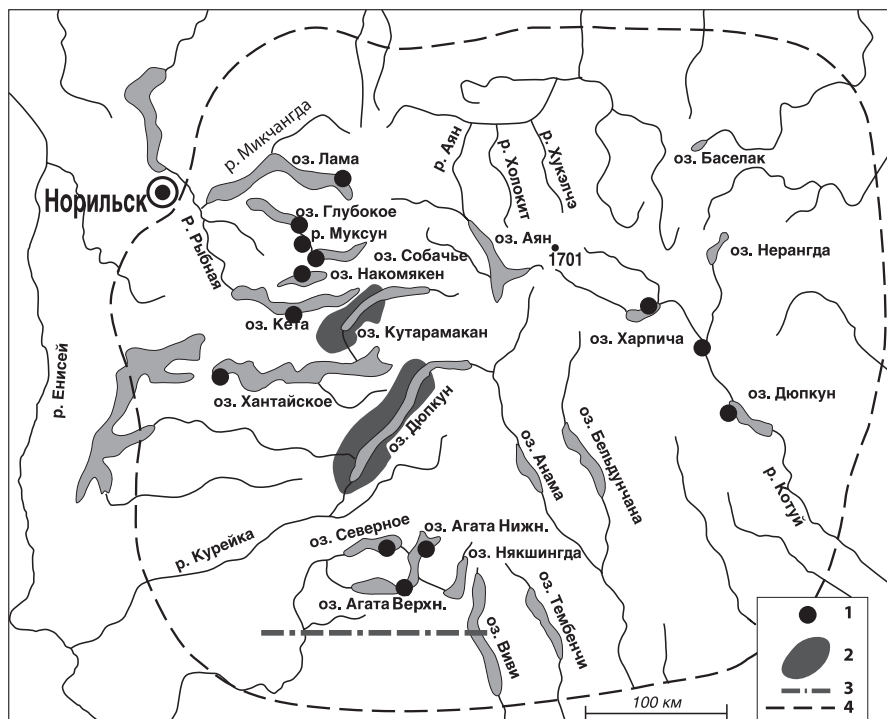 р. Микчангда
оз. Лама
Норильск
оз. Глубокое
р. Муксун
оз. Собачье
оз. Накомякен
Р. Рыбная
оз. Кета
оз. Кутарамакан
оз. Хантайское
р. Енисей
оз. Дюпкун
р. Курейка
р. Аян
р. Холокит
р. Хукэлчэ
оз. Аян
1701
оз. Баселак
оз. Нерангда
оз. Харпича
оз. Дюпкун
р. Котуй
оз. Анама
оз. Бельдунчана
оз. Северное
оз. Агата Нижн.
оз. Някшингда
оз. Агата Верхн.
оз. Виви
оз. Тембенчи
1
2
3
4
100 км